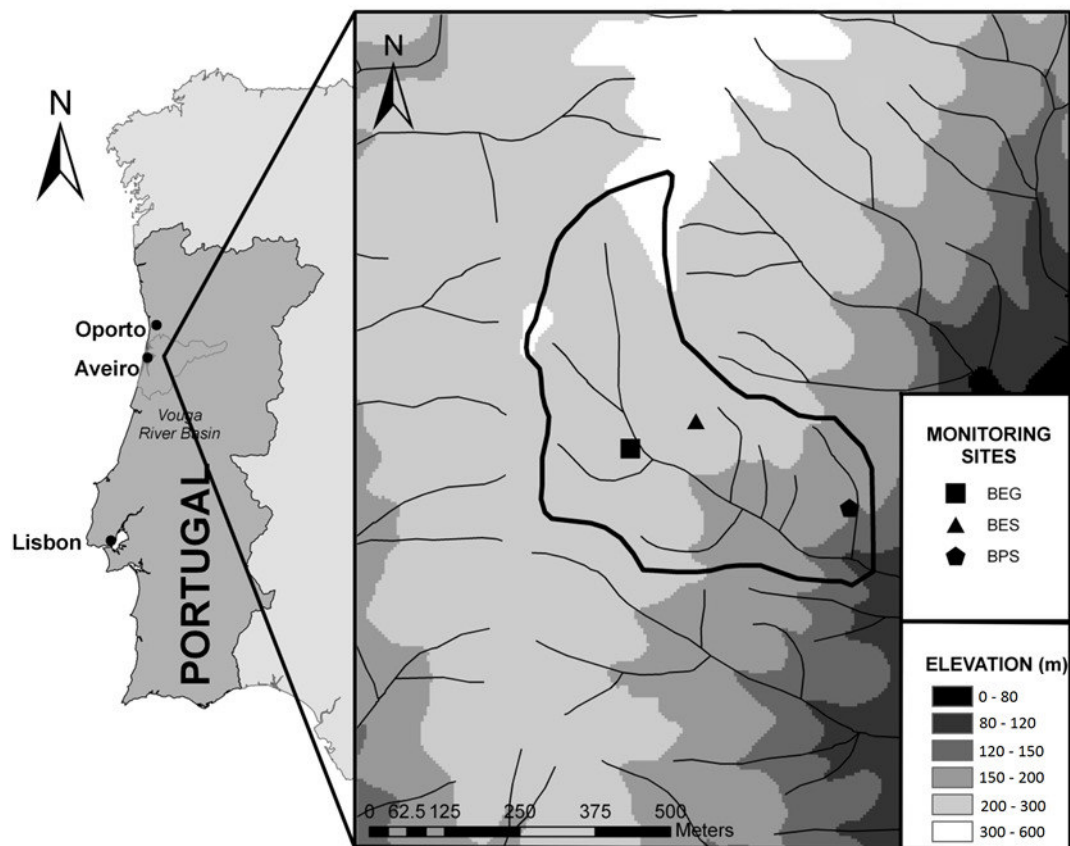 N
Oporto
Aveiro
Vouga
River Basin
PORTUGAL
Lisbon
N
MONITORING
SITES
BEG
BES
BPS
ELEVATION (m)
0 - 80
80 - 120
120 - 150
150 - 200
200 - 300
300 - 600
0 62.5 125 250 375 500
Meters